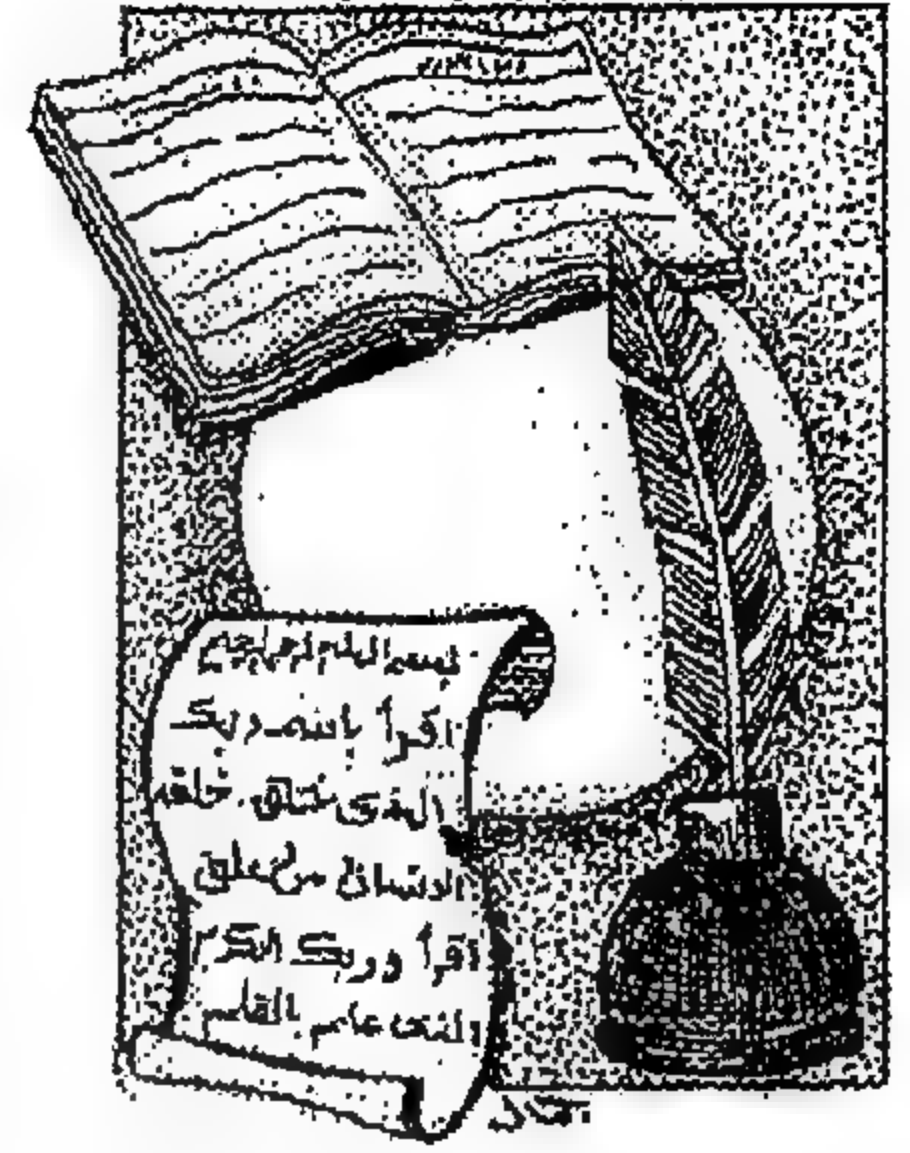 بسم الله الرحمن الرحيم
اقرأ باسم ربك
الذى خلق . خلق
الانسان من علق
اقرأ وربك الاكرم
الذى علم بالقلم